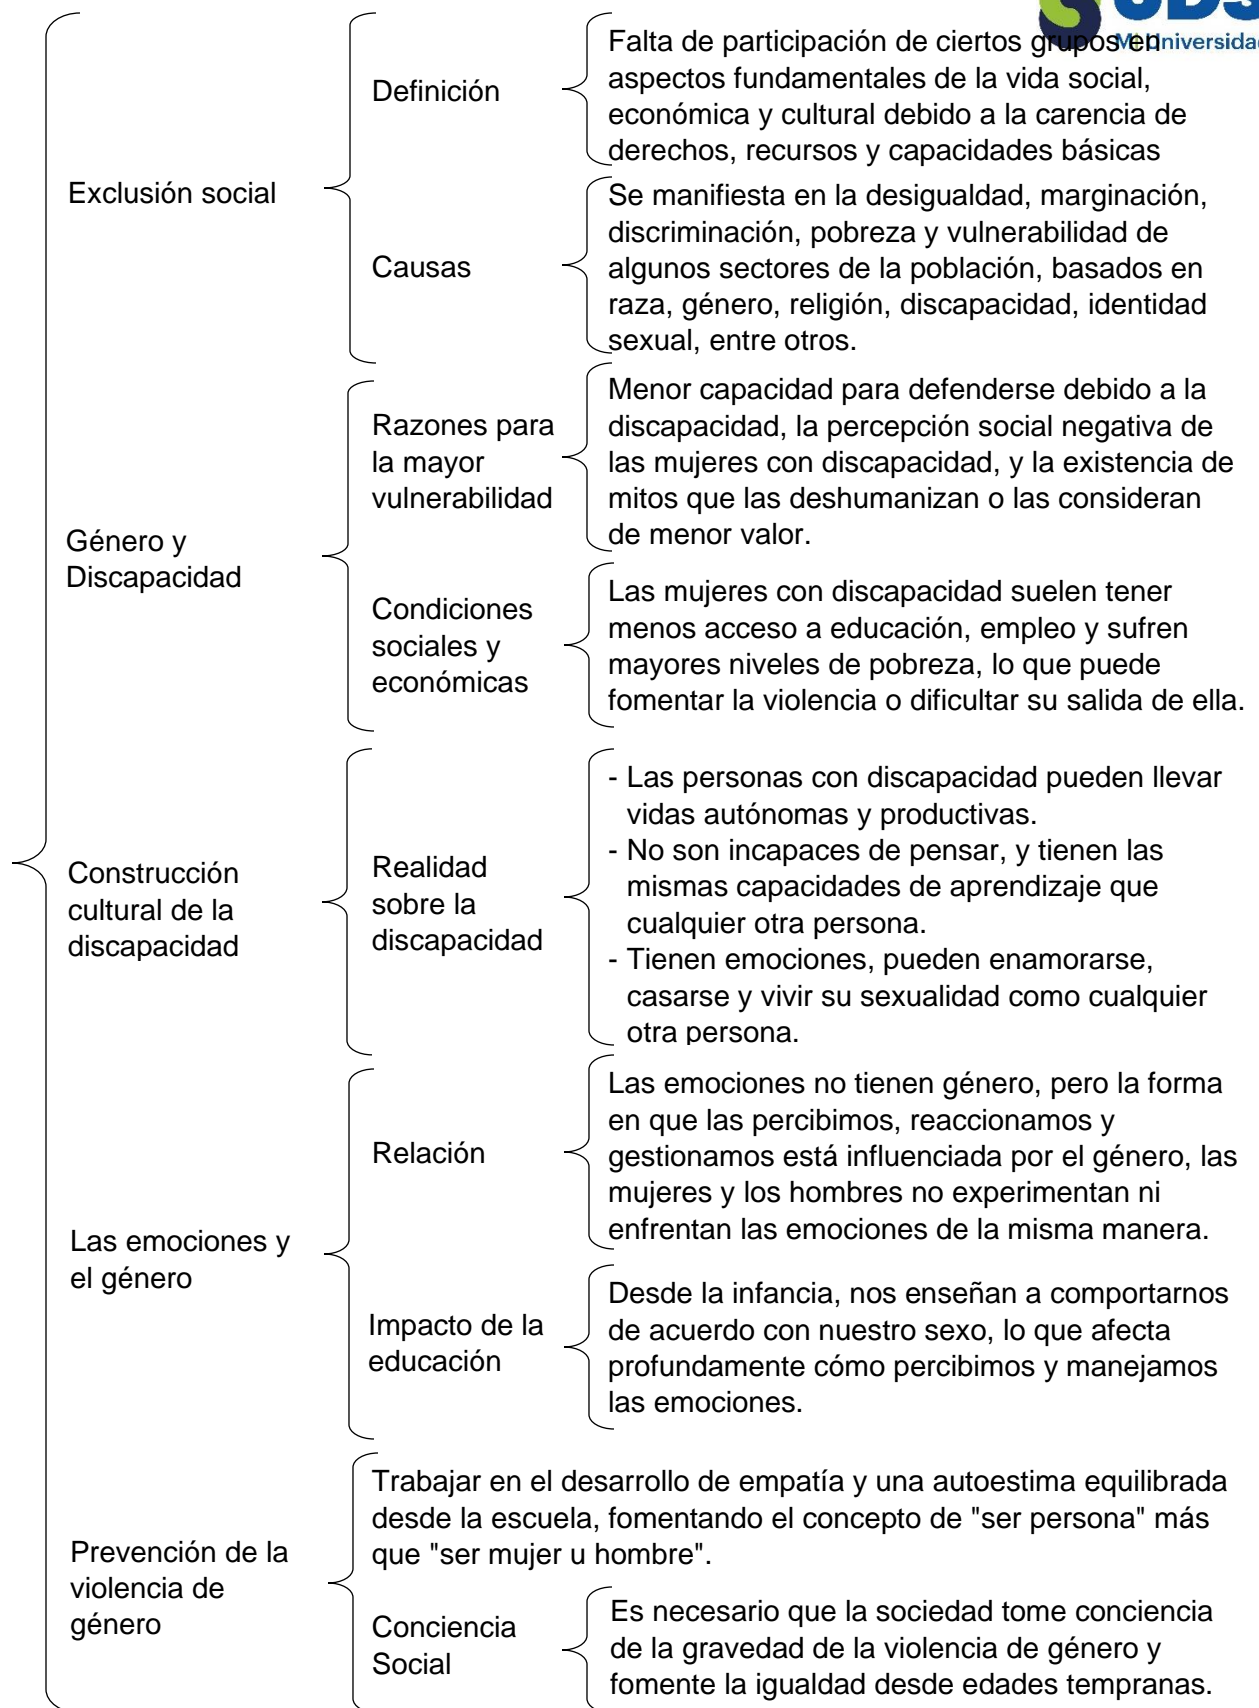 UDS
Mi Universidad
Exclusión social
Definición
Falta de participación de ciertos grupos en
aspectos fundamentales de la vida social,
económica y cultural debido a la carencia de
derechos, recursos y capacidades básicas
Causas
Se manifiesta en la desigualdad, marginación,
discriminación, pobreza y vulnerabilidad de
algunos sectores de la población, basados en
raza, género, religión, discapacidad, identidad
sexual, entre otros.
Género y
Discapacidad
Razones para
la mayor
vulnerabilidad
Menor capacidad para defenderse debido a la
discapacidad, la percepción social negativa de
las mujeres con discapacidad, y la existencia de
mitos que las deshumanizan o las consideran
de menor valor.
Condiciones
sociales y
económicas
Las mujeres con discapacidad suelen tener
menos acceso a educación, empleo y sufren
mayores niveles de pobreza, lo que puede
fomentar la violencia o dificultar su salida de ella.
Construcción
cultural de la
discapacidad
Realidad
sobre la
discapacidad
- Las personas con discapacidad pueden llevar
vidas autónomas y productivas.
- No son incapaces de pensar, y tienen las
mismas capacidades de aprendizaje que
cualquier otra persona.
- Tienen emociones, pueden enamorarse,
casarse y vivir su sexualidad como cualquier
otra persona.
Las emociones y
el género
Relación
Las emociones no tienen género, pero la forma
en que las percibimos, reaccionamos y
gestionamos está influenciada por el género, las
mujeres y los hombres no experimentan ni
enfrentan las emociones de la misma manera.
Impacto de la
educación
Desde la infancia, nos enseñan a comportarnos
de acuerdo con nuestro sexo, lo que afecta
profundamente cómo percibimos y manejamos
las emociones.
Prevención de la
violencia de
género
Trabajar en el desarrollo de empatía y una autoestima equilibrada
desde la escuela, fomentando el concepto de "ser persona" más
que "ser mujer u hombre".
Conciencia
Social
Es necesario que la sociedad tome conciencia
de la gravedad de la violencia de género y
fomente la igualdad desde edades tempranas.